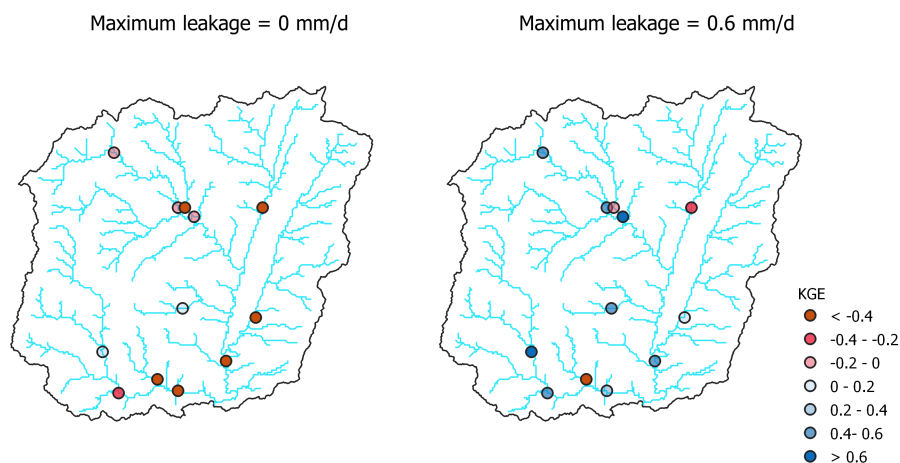 Maximum leakage = 0 mm/d
Maximum leakage = 0.6 mm/d
KGE
< -0.4
-0.4 - -0.2
-0.2 - 0
0 - 0.2
0.2 - 0.4
0.4- 0.6
> 0.6